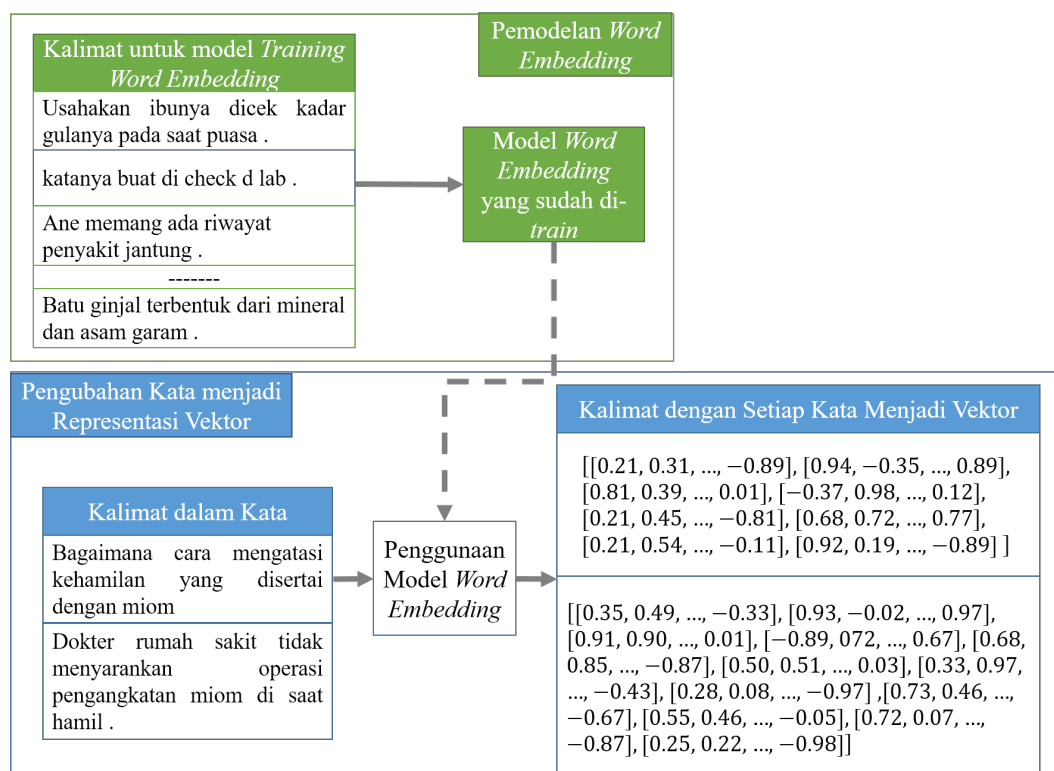 Pemodelan Word
Embedding
Kalimat untuk model Training
Word Embedding
Usahakan ibunya dicek kadar
gulanya pada saat puasa .
katanya buat di check d lab .
Ane memang ada riwayat
penyakit jantung .
-------
Batu ginjal terbentuk dari mineral
dan asam garam .
Model Word
Embedding
yang sudah di-
train
Pengubahan Kata menjadi
Representasi Vektor
Kalimat dalam Kata
Bagaimana cara mengatasi
kehamilan yang disertai
dengan miom
Dokter rumah sakit tidak
menyarankan operasi
pengangkatan miom di saat
hamil .
Penggunaan
Model Word
Embedding
Kalimat dengan Setiap Kata Menjadi Vektor
[[0.21, 0.31, …, −0.89], [0.94, −0.35, …, 0.89],
[0.81, 0.39, …, 0.01], [−0.37, 0.98, …, 0.12],
[0.21, 0.45, …, −0.81], [0.68, 0.72, …, 0.77],
[0.21, 0.54, …, −0.11], [0.92, 0.19, …, −0.89] ]
[[0.35, 0.49, …, −0.33], [0.93, −0.02, …, 0.97],
[0.91, 0.90, …, 0.01], [−0.89, 072, …, 0.67], [0.68,
0.85, …, −0.87], [0.50, 0.51, …, 0.03], [0.33, 0.97,
…, −0.43], [0.28, 0.08, …, −0.97] ,[0.73, 0.46, …,
−0.67], [0.55, 0.46, …, −0.05], [0.72, 0.07, …,
−0.87], [0.25, 0.22, …, −0.98]]